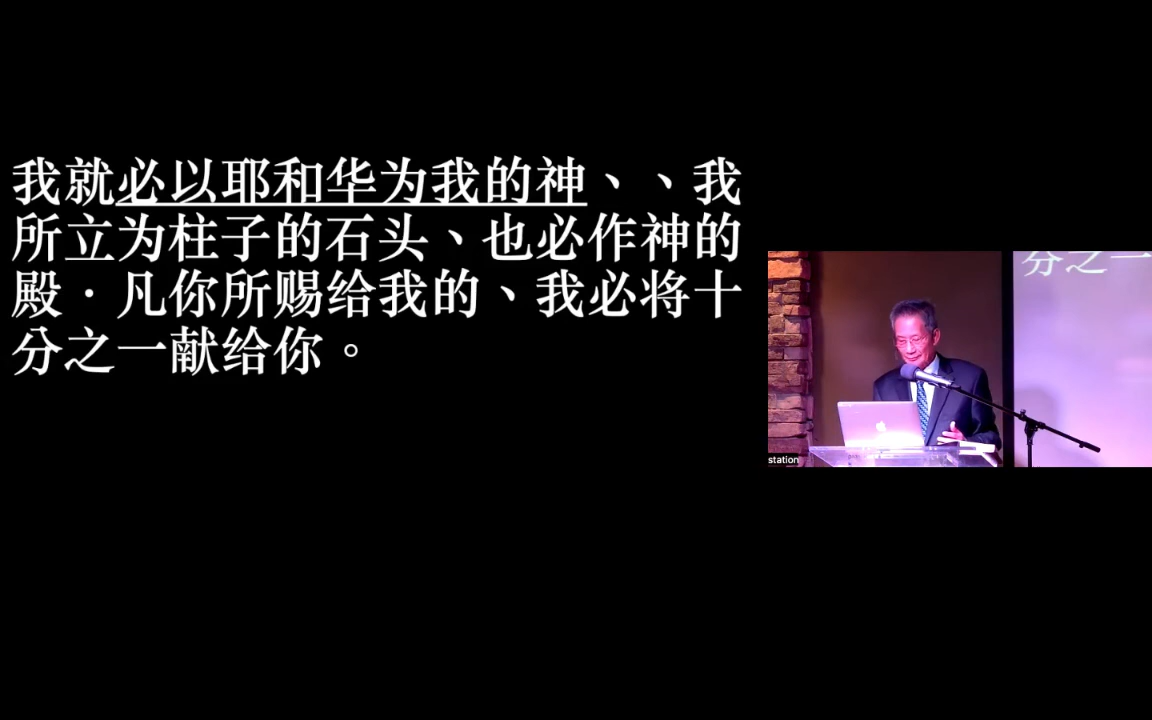 我就必以耶和华为我的神、、我
所立为柱子的石头、也必作神的
殿．凡你所赐给我的、我必将十
分之一献给你。
分之一
station